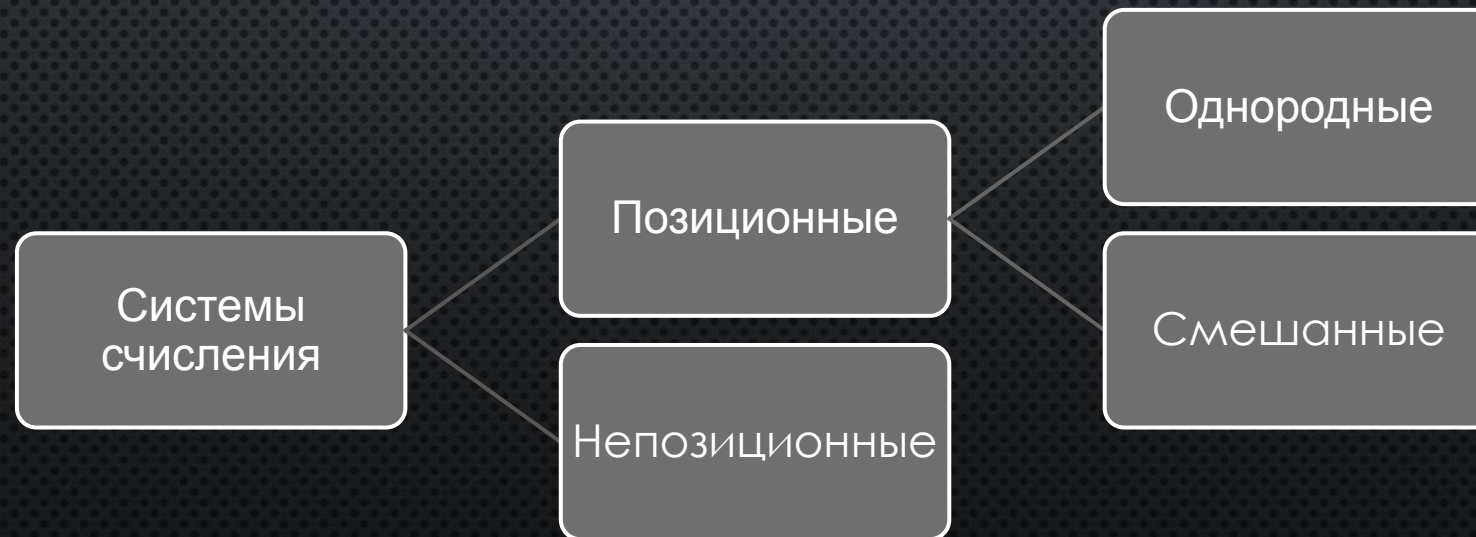 Системы
счисления
Позиционные
Непозиционные
Однородные
Смешанные